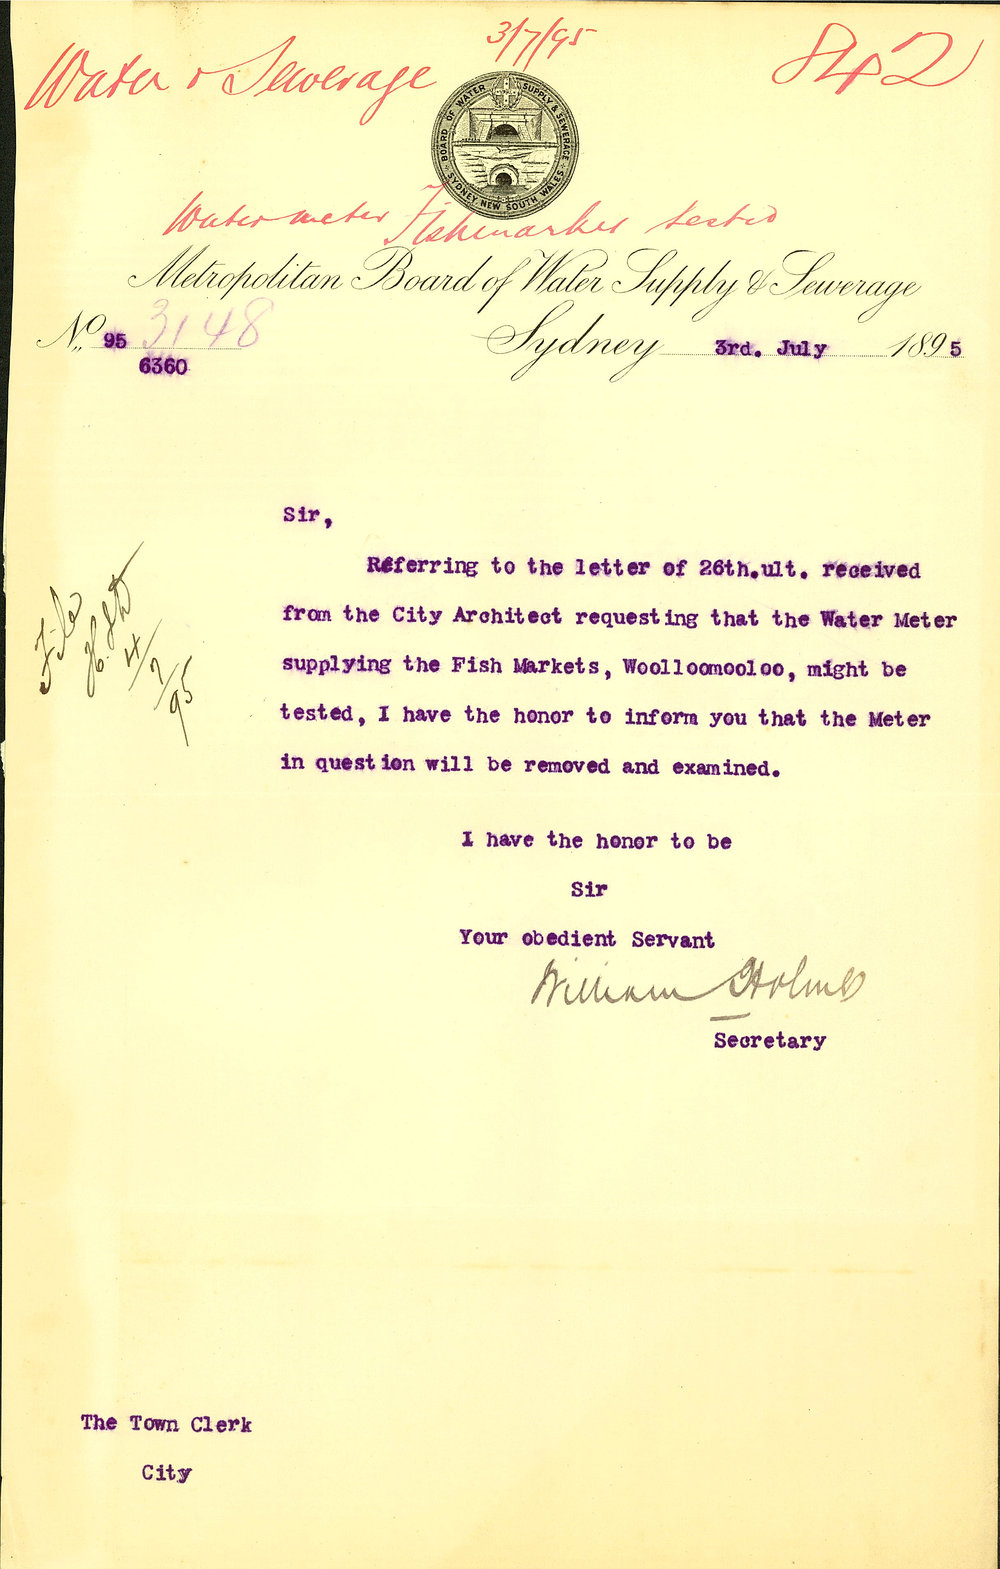 3/7/95
Water & Sewerage
842
BOARD OF WATER SUPPLY & SEWERAGE
SYDNEY NEW SOUTH WALES
Water meter Fishmarket tested
Metropolitan Board of Water Supply & Sewerage
No. 95 3148
6360
Sydney 3rd. July 1895
Sir,
Referring to the letter of 26th.ult. received
from the City Architect requesting that the Water Meter
supplying the Fish Markets, Woolloomooloo, might be
tested, I have the honor to inform you that the Meter
in question will be removed and examined.
File
4/7/95
I have the honor to be
Sir
Your obedient Servant
William Holmes
Secretary
The Town Clerk
City